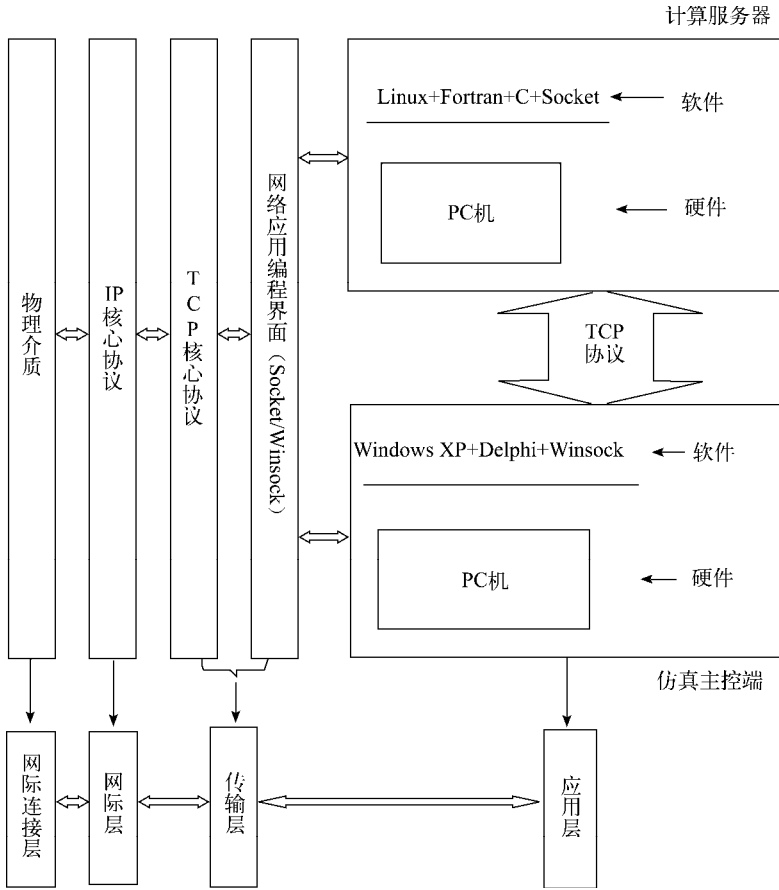 计算服务器
Linux+Fortran+C+Socket
软件
PC机
硬件
物理介质
IP核心协议
TCP核心协议
网络应用编程界面（Socket/Winsock）
TCP
协议
Windows XP+Delphi+Winsock
软件
PC机
硬件
仿真主控端
网际连接层
网际层
传输层
应用层